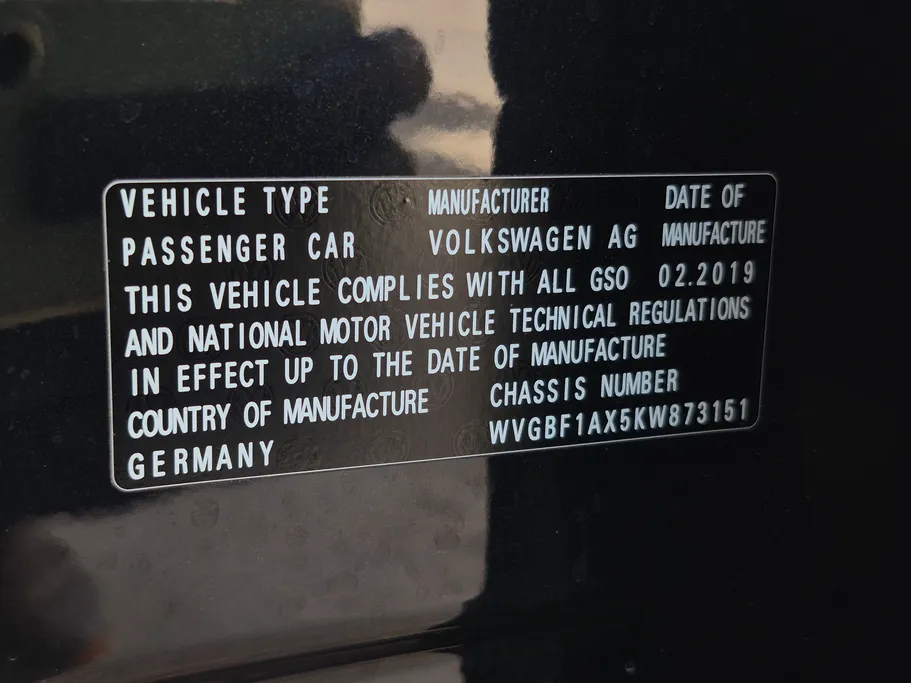 VEHICLE TYPE MANUFACTURER DATE OF
PASSENGER CAR VOLKSWAGEN AG MANUFACTURE
THIS VEHICLE COMPLIES WITH ALL GSO 02.2019
AND NATIONAL MOTOR VEHICLE TECHNICAL REGULATIONS
IN EFFECT UP TO THE DATE OF MANUFACTURE
COUNTRY OF MANUFACTURE CHASSIS NUMBER
GERMANY WVGBF1AX5KW873151